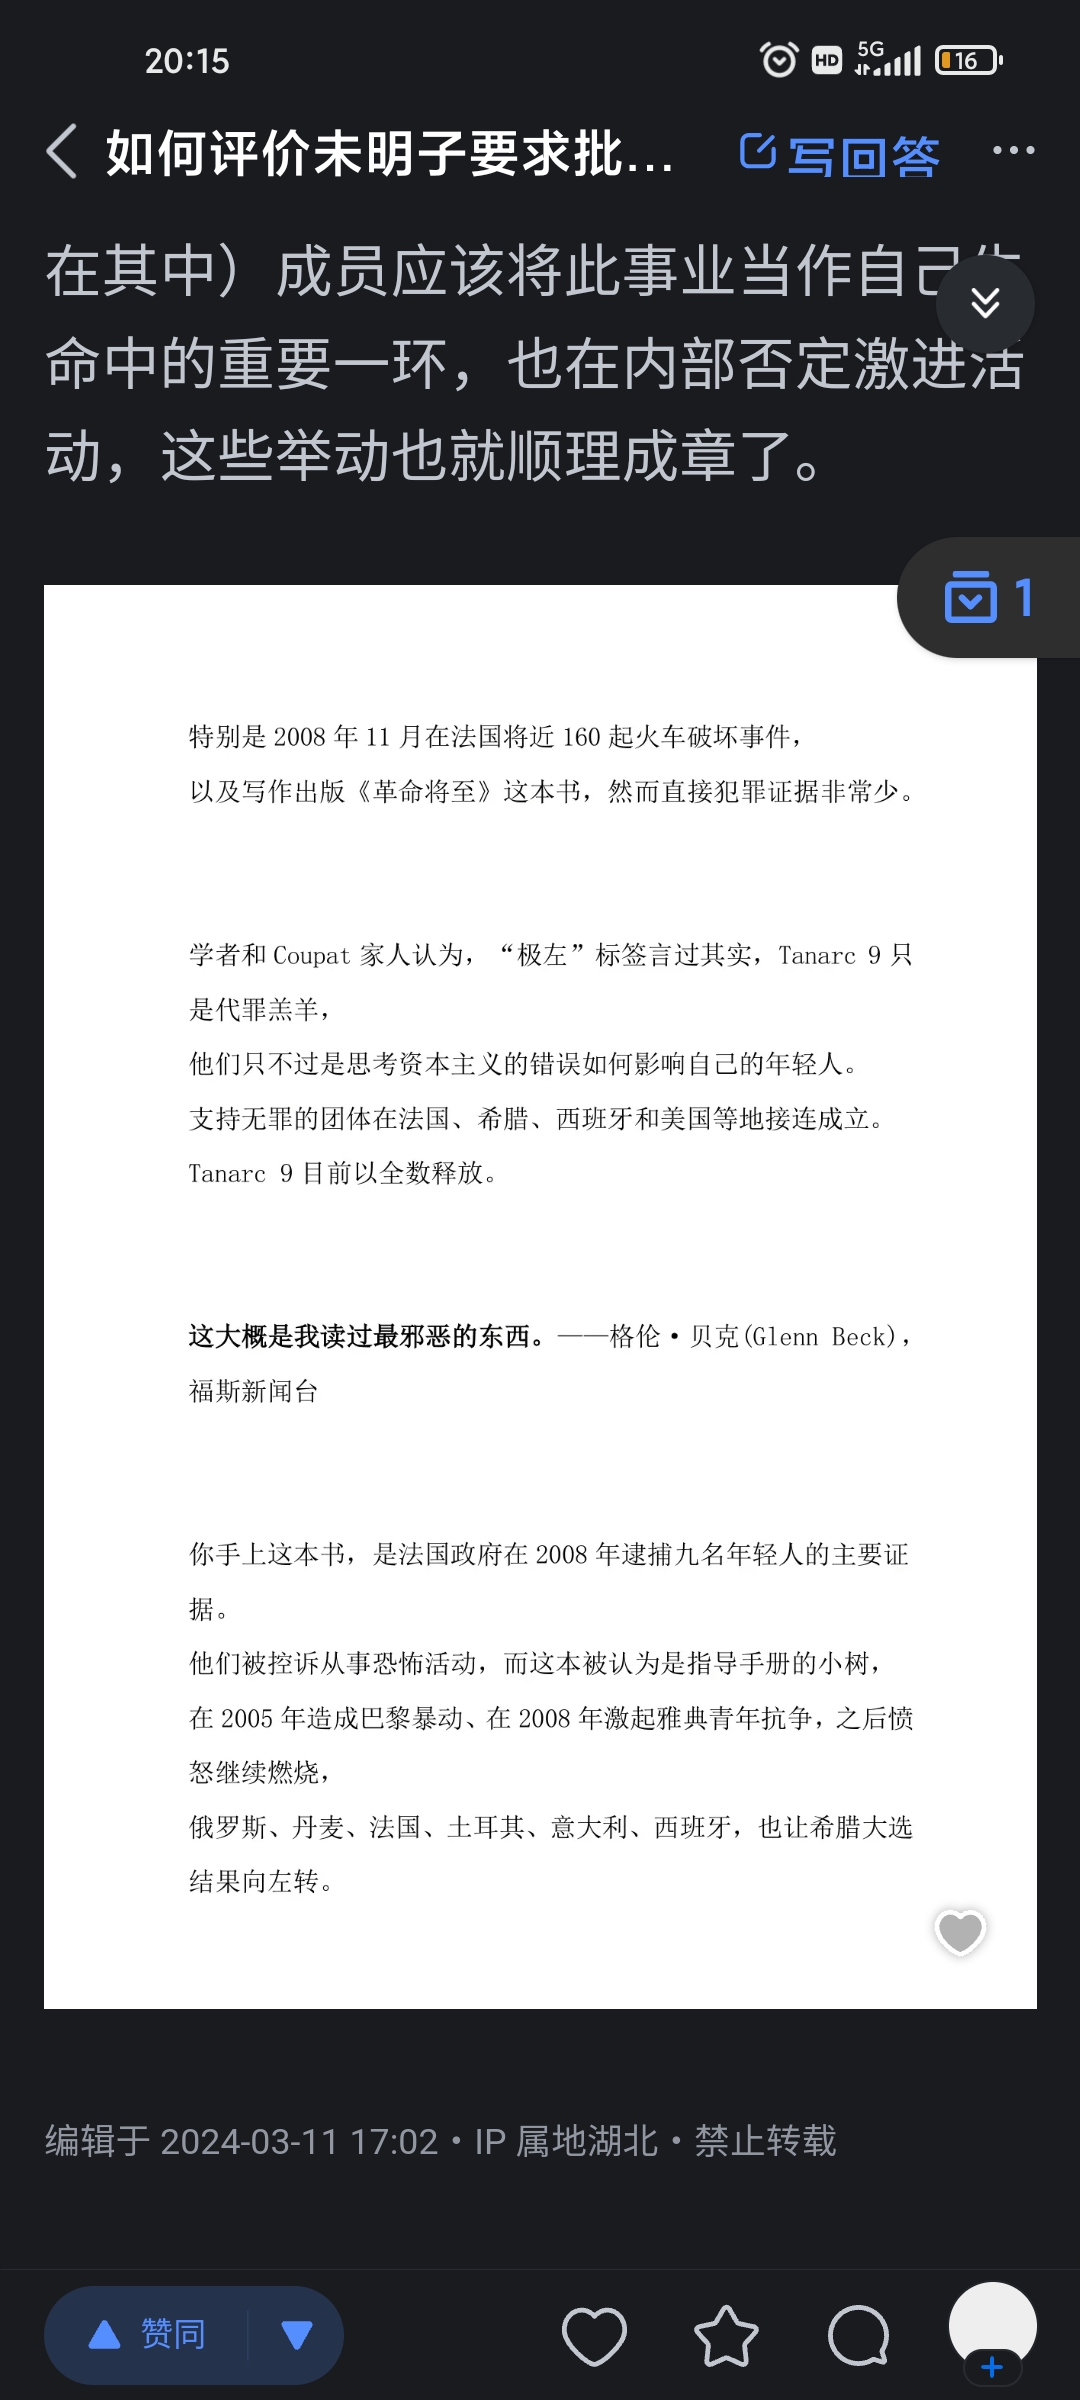 20:15
HD 5G 16
如何评价未明子要求批... 写回答
在其中）成员应该将此事业当作自己生
命中的重要一环，也在内部否定激进活
动，这些举动也就顺理成章了。
1
特别是 2008 年 11 月在法国将近 160 起火车破坏事件，
以及写作出版《革命将至》这本书，然而直接犯罪证据非常少。
学者和 Coupat 家人认为，“极左”标签言过其实，Tanarc 9 只
是代罪羔羊，
他们只不过是思考资本主义的错误如何影响自己的年轻人。
支持无罪的团体在法国、希腊、西班牙和美国等地接连成立。
Tanarc 9 目前以全数释放。
这大概是我读过最邪恶的东西。——格伦·贝克(Glenn Beck)，
福斯新闻台
你手上这本书，是法国政府在 2008 年逮捕九名年轻人的主要证
据。
他们被控诉从事恐怖活动，而这本被认为是指导手册的小树，
在 2005 年造成巴黎暴动、在 2008 年激起雅典青年抗争，之后愤
怒继续燃烧，
俄罗斯、丹麦、法国、土耳其、意大利、西班牙，也让希腊大选
结果向左转。
编辑于 2024-03-11 17:02・IP 属地湖北・禁止转载
赞同